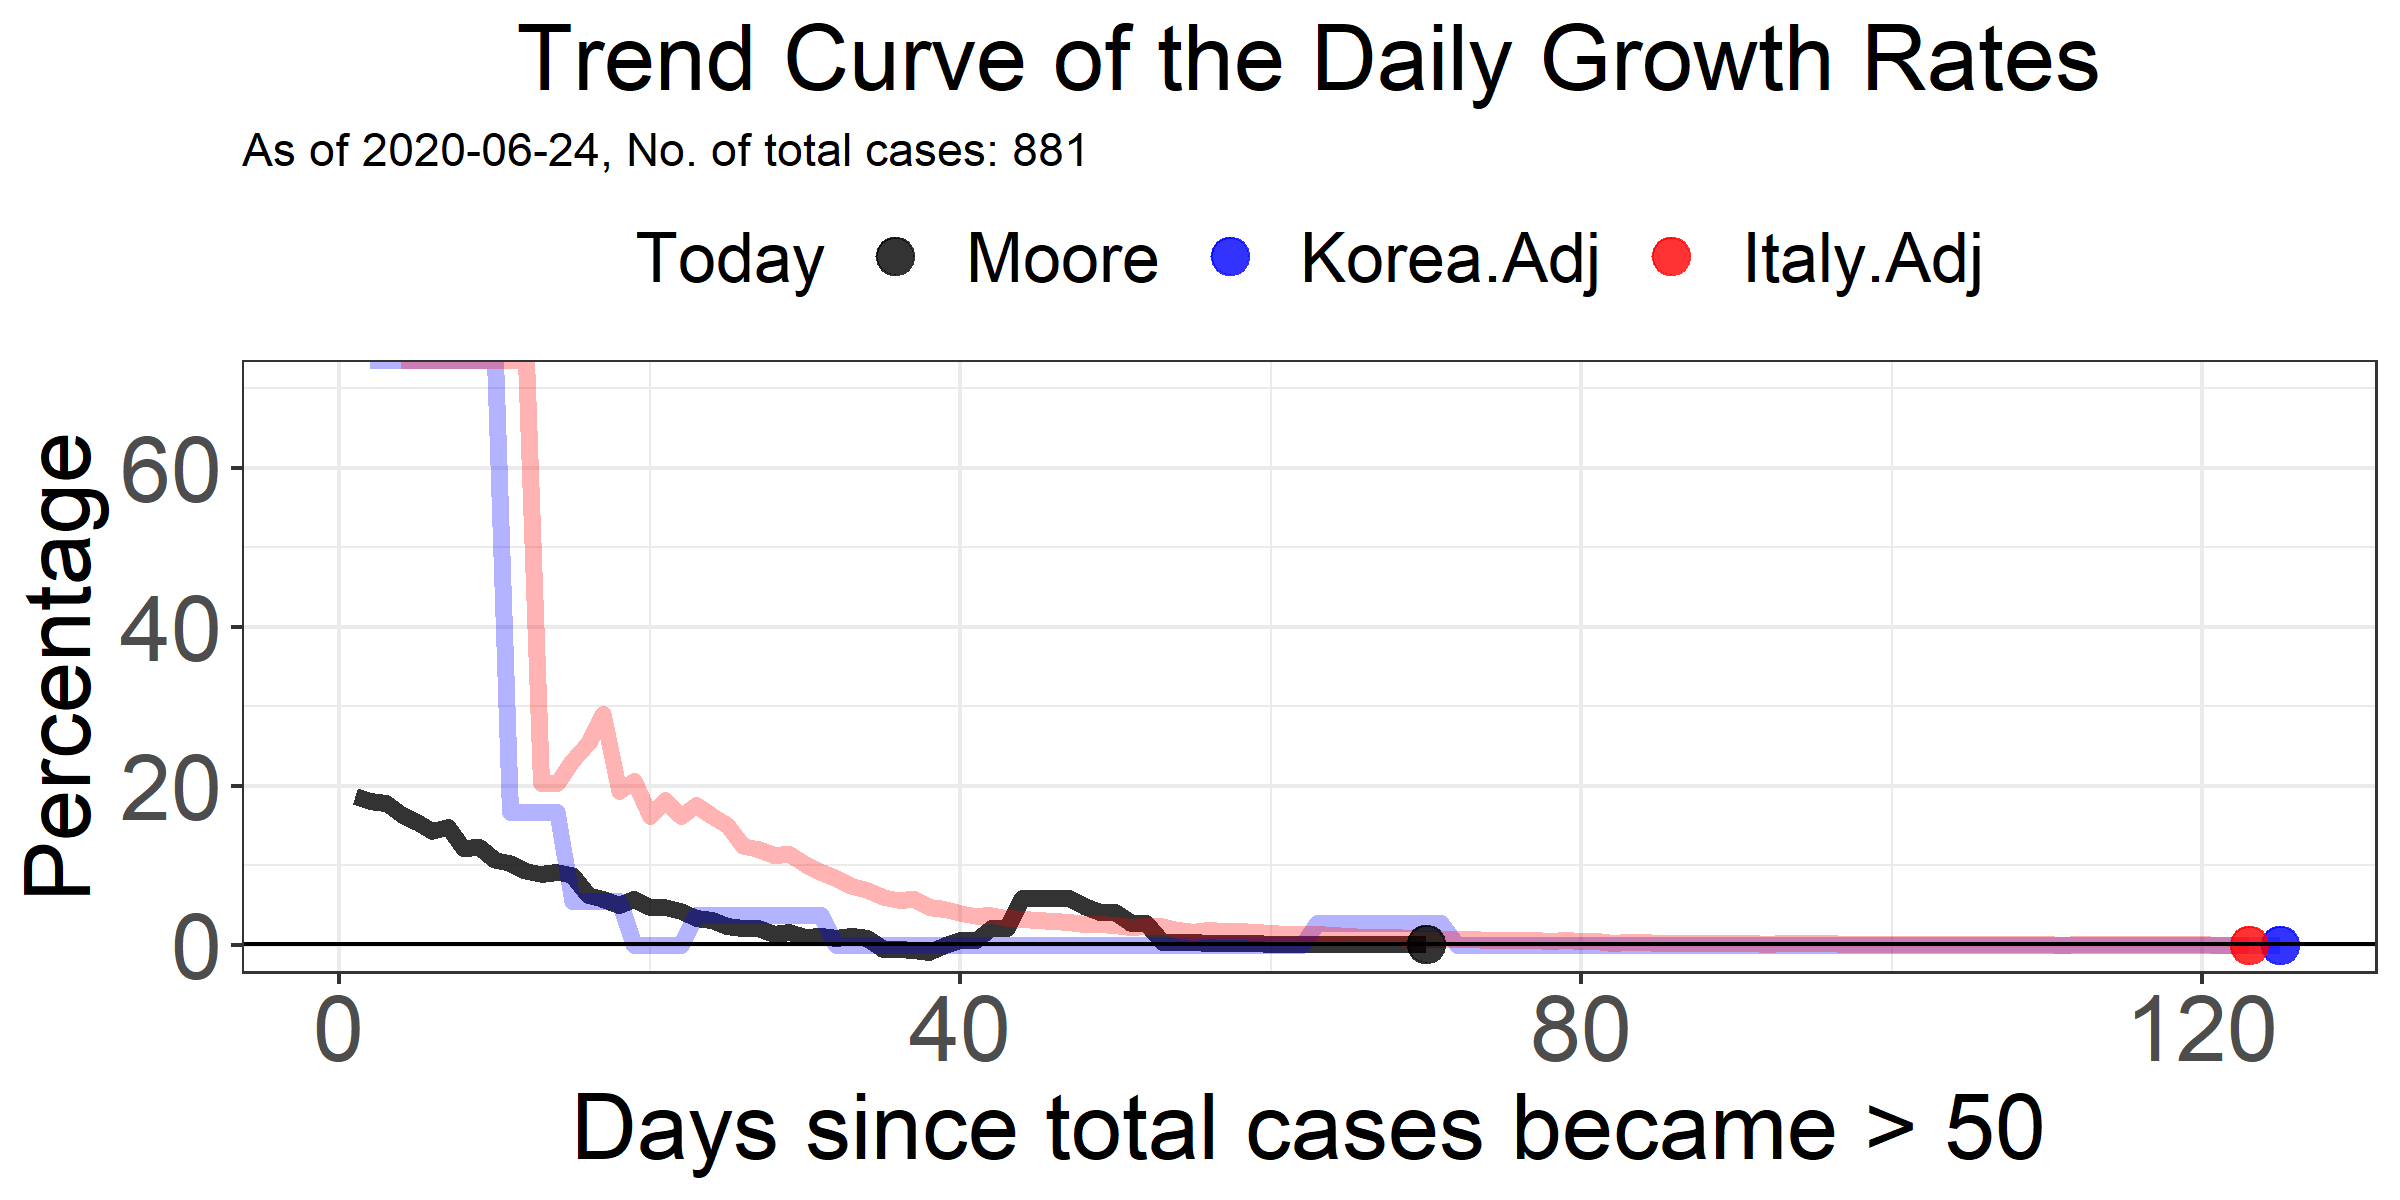 Trend Curve of the Daily Growth Rates
As of 2020-06-24, No. of total cases: 881
Today Moore Korea.Adj Italy.Adj
Percentage
60
40
20
0
0 40 80 120
Days since total cases became > 50